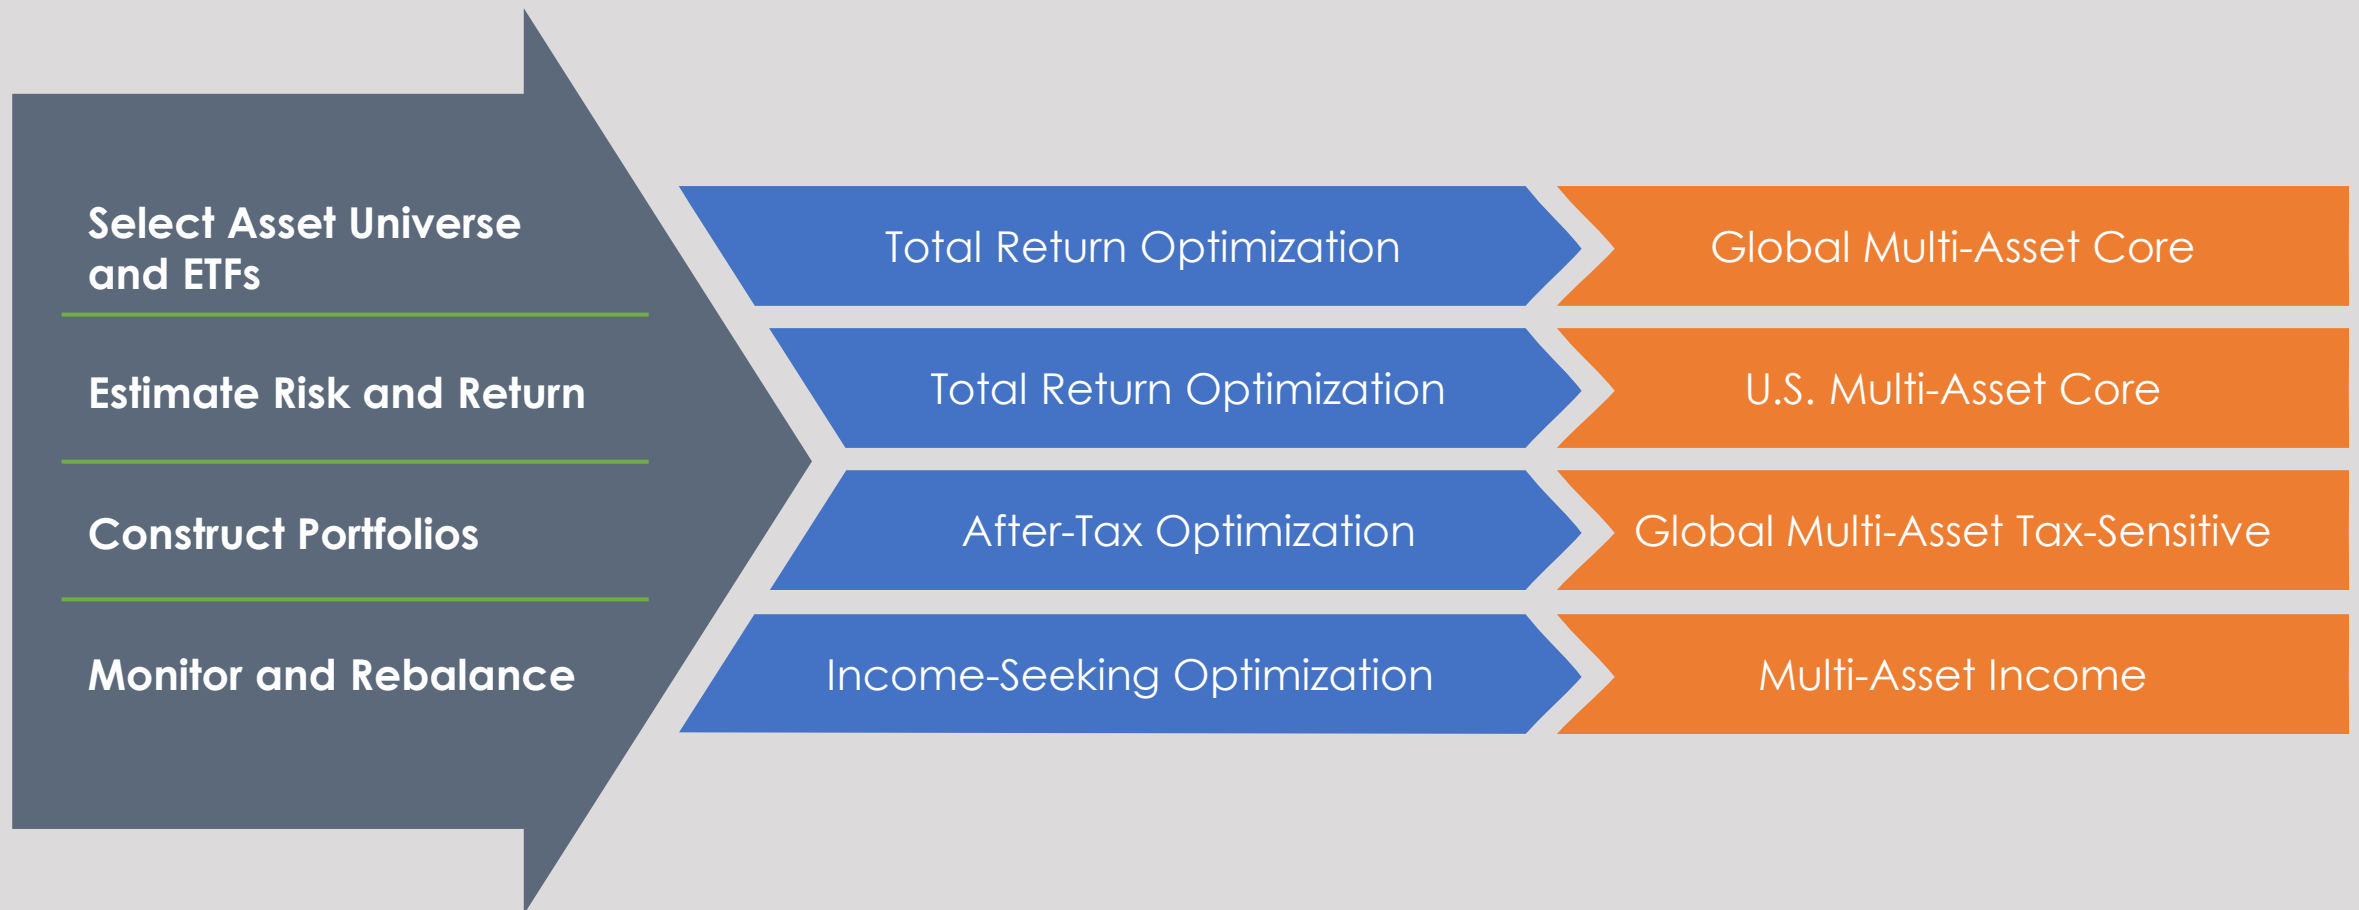 Select Asset Universe
and ETFs
Estimate Risk and Return
Construct Portfolios
Monitor and Rebalance
Total Return Optimization
Global Multi-Asset Core
Total Return Optimization
U.S. Multi-Asset Core
After-Tax Optimization
Global Multi-Asset Tax-Sensitive
Income-Seeking Optimization
Multi-Asset Income